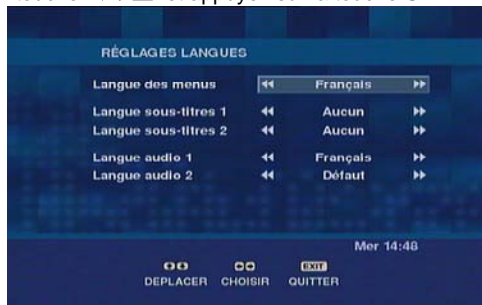 RÉGLAGES LANGUES
Langue des menus Français
Langue sous-titres 1 Aucun
Langue sous-titres 2 Aucun
Langue audio 1 Français
Langue audio 2 Défaut
Mer 14:48
EXIT
DEPLACER CHOISIR QUITTER